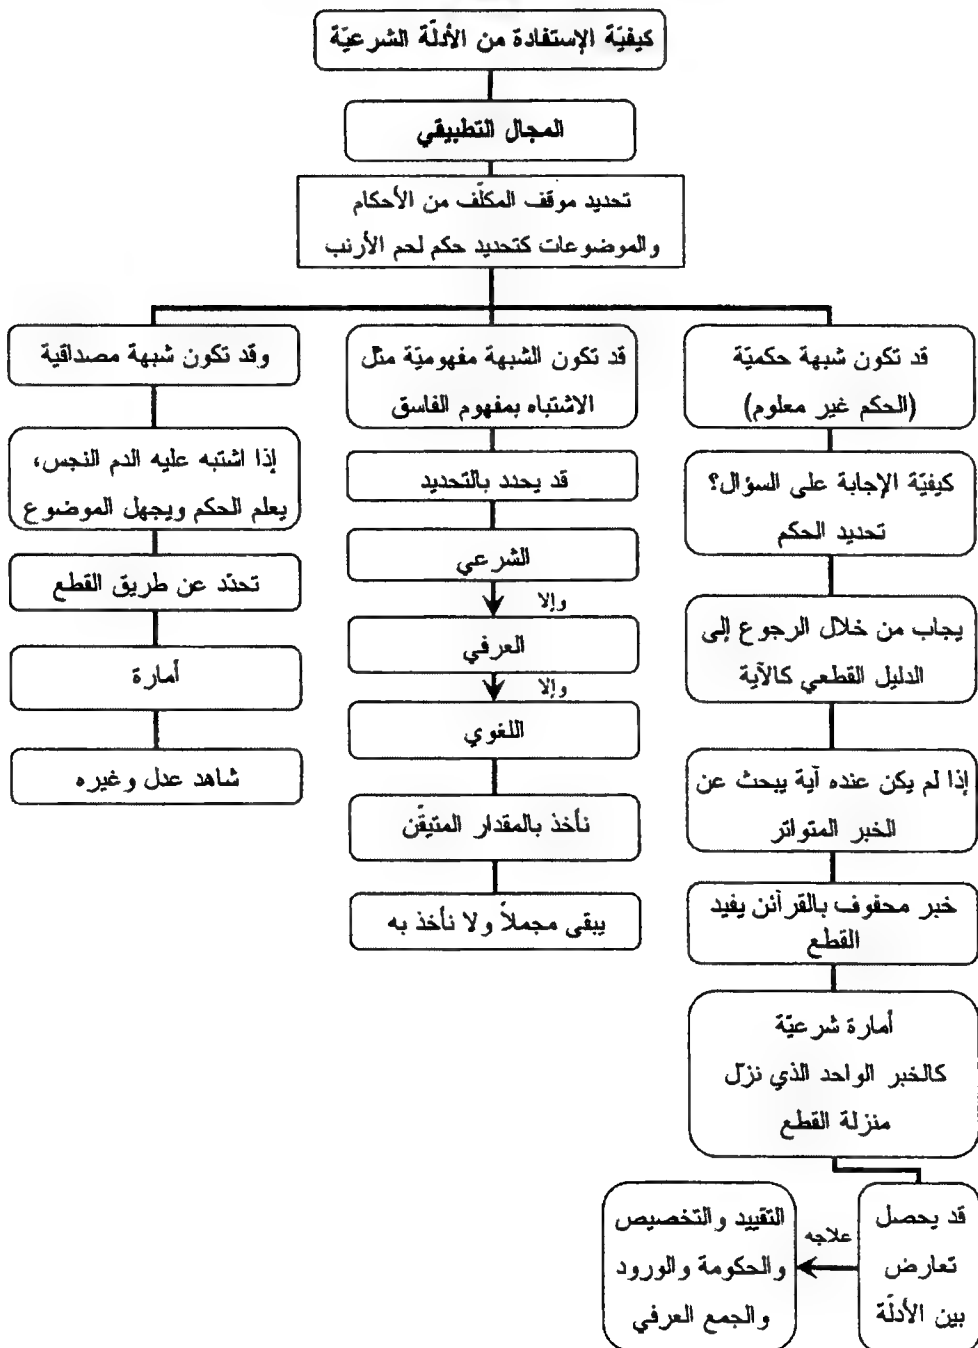 كيفيّة الإستفادة من الأدلّة الشرعيّة
المجال التطبيقي
تحديد موقف المكلّف من الأحكام
والموضوعات كتحديد حكم لحم الأرنب
قد تكون شبهة حكميّة
(الحكم غير معلوم)
كيفيّة الإجابة على السؤال؟
تحديد الحكم
يجاب من خلال الرجوع إلى
الدليل القطعي كالآية
إذا لم يكن عنده آية يبحث عن
الخبر المتواتر
خبر محفوف بالقرآئن يفيد
القطع
أمارة شرعيّة
كالخبر الواحد الذي نزل
منزلة القطع
قد يحصل
تعارض
بين الأدلّة
علاجه
التقييد والتخصيص
والحكومة والورود
والجمع العرفي
قد تكون الشبهة مفهوميّة مثل
الاشتباه بمفهوم الفاسق
قد يحدد بالتحديد
الشرعي
وإلا
العرفي
وإلا
اللغوي
نأخذ بالمقدار المتيقّن
يبقى مجملاً ولا نأخذ به
وقد تكون شبهة مصداقية
إذا اشتبه عليه الدم النجس،
يعلم الحكم ويجهل الموضوع
تحدّد عن طريق القطع
أمارة
شاهد عدل وغيره